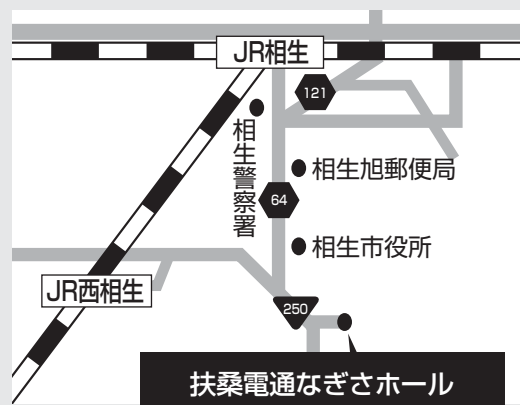 JR相生
121
相生警察署
相生旭郵便局
64
相生市役所
JR西相生
250
扶桑電通なぎさホール